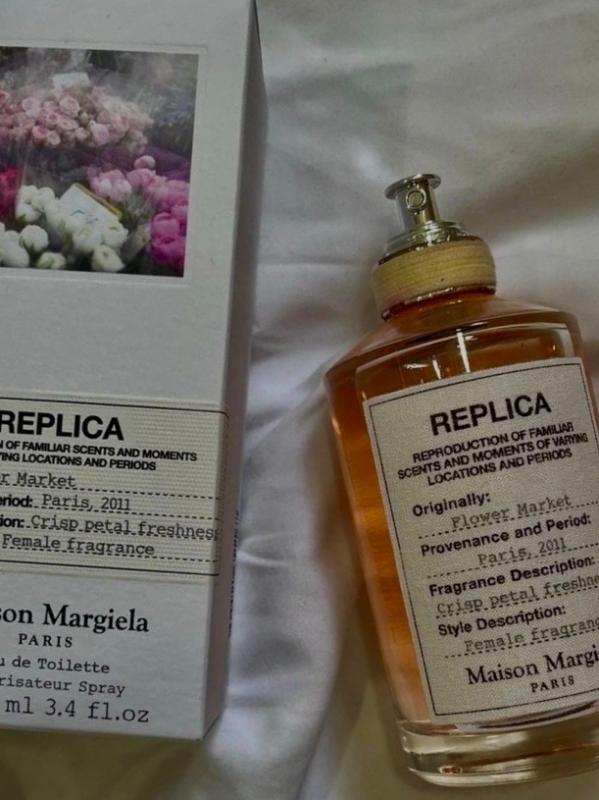 REPLICA
N OF FAMILIAR SCENTS AND MOMENTS
YING LOCATIONS AND PERIODS
r Market
eriod: Paris, 2011
ion: Crisp petal freshness
Female fragrance
son Margiela
PARIS
u de Toilette
risateur Spray
ml 3.4 fl.oz
REPLICA
REPRODUCTION OF FAMILIAR
SCENTS AND MOMENTS OF VARYING
LOCATIONS AND PERIODS
Originally:
Flower Market
Provenance and Period:
Paris, 2011
Fragrance Description:
Crisp petal freshne
Style Description:
Female fragranc
Maison Margi
PARIS